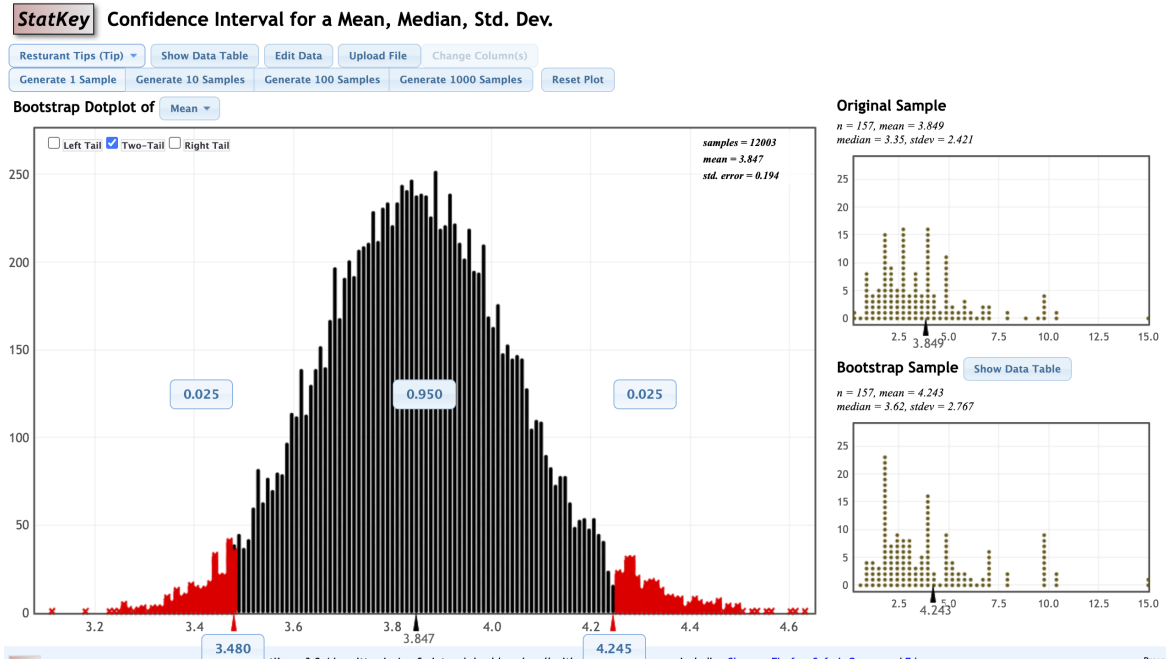 StatKey Confidence Interval for a Mean, Median, Std. Dev.
Resturant Tips (Tip) Show Data Table Edit Data Upload File Change Column(s)
Generate 1 Sample Generate 10 Samples Generate 100 Samples Generate 1000 Samples Reset Plot
Bootstrap Dotplot of Mean
Left Tail Two-Tail Right Tail
samples = 12003
mean = 3.847
std. error = 0.194
250
200
150
100
50
0
0.025 0.950 0.025
3.2 3.4 3.6 3.8 4.0 4.2 4.4 4.6
3.847
3.480 4.245
Original Sample
n = 157, mean = 3.849
median = 3.35, stdev = 2.421
25
20
15
10
5
0
2.5 5.0 7.5 10.0 12.5 15.0
3.849
Bootstrap Sample Show Data Table
n = 157, mean = 4.243
median = 3.62, stdev = 2.767
25
20
15
10
5
0
2.5 5.0 7.5 10.0 12.5 15.0
4.243